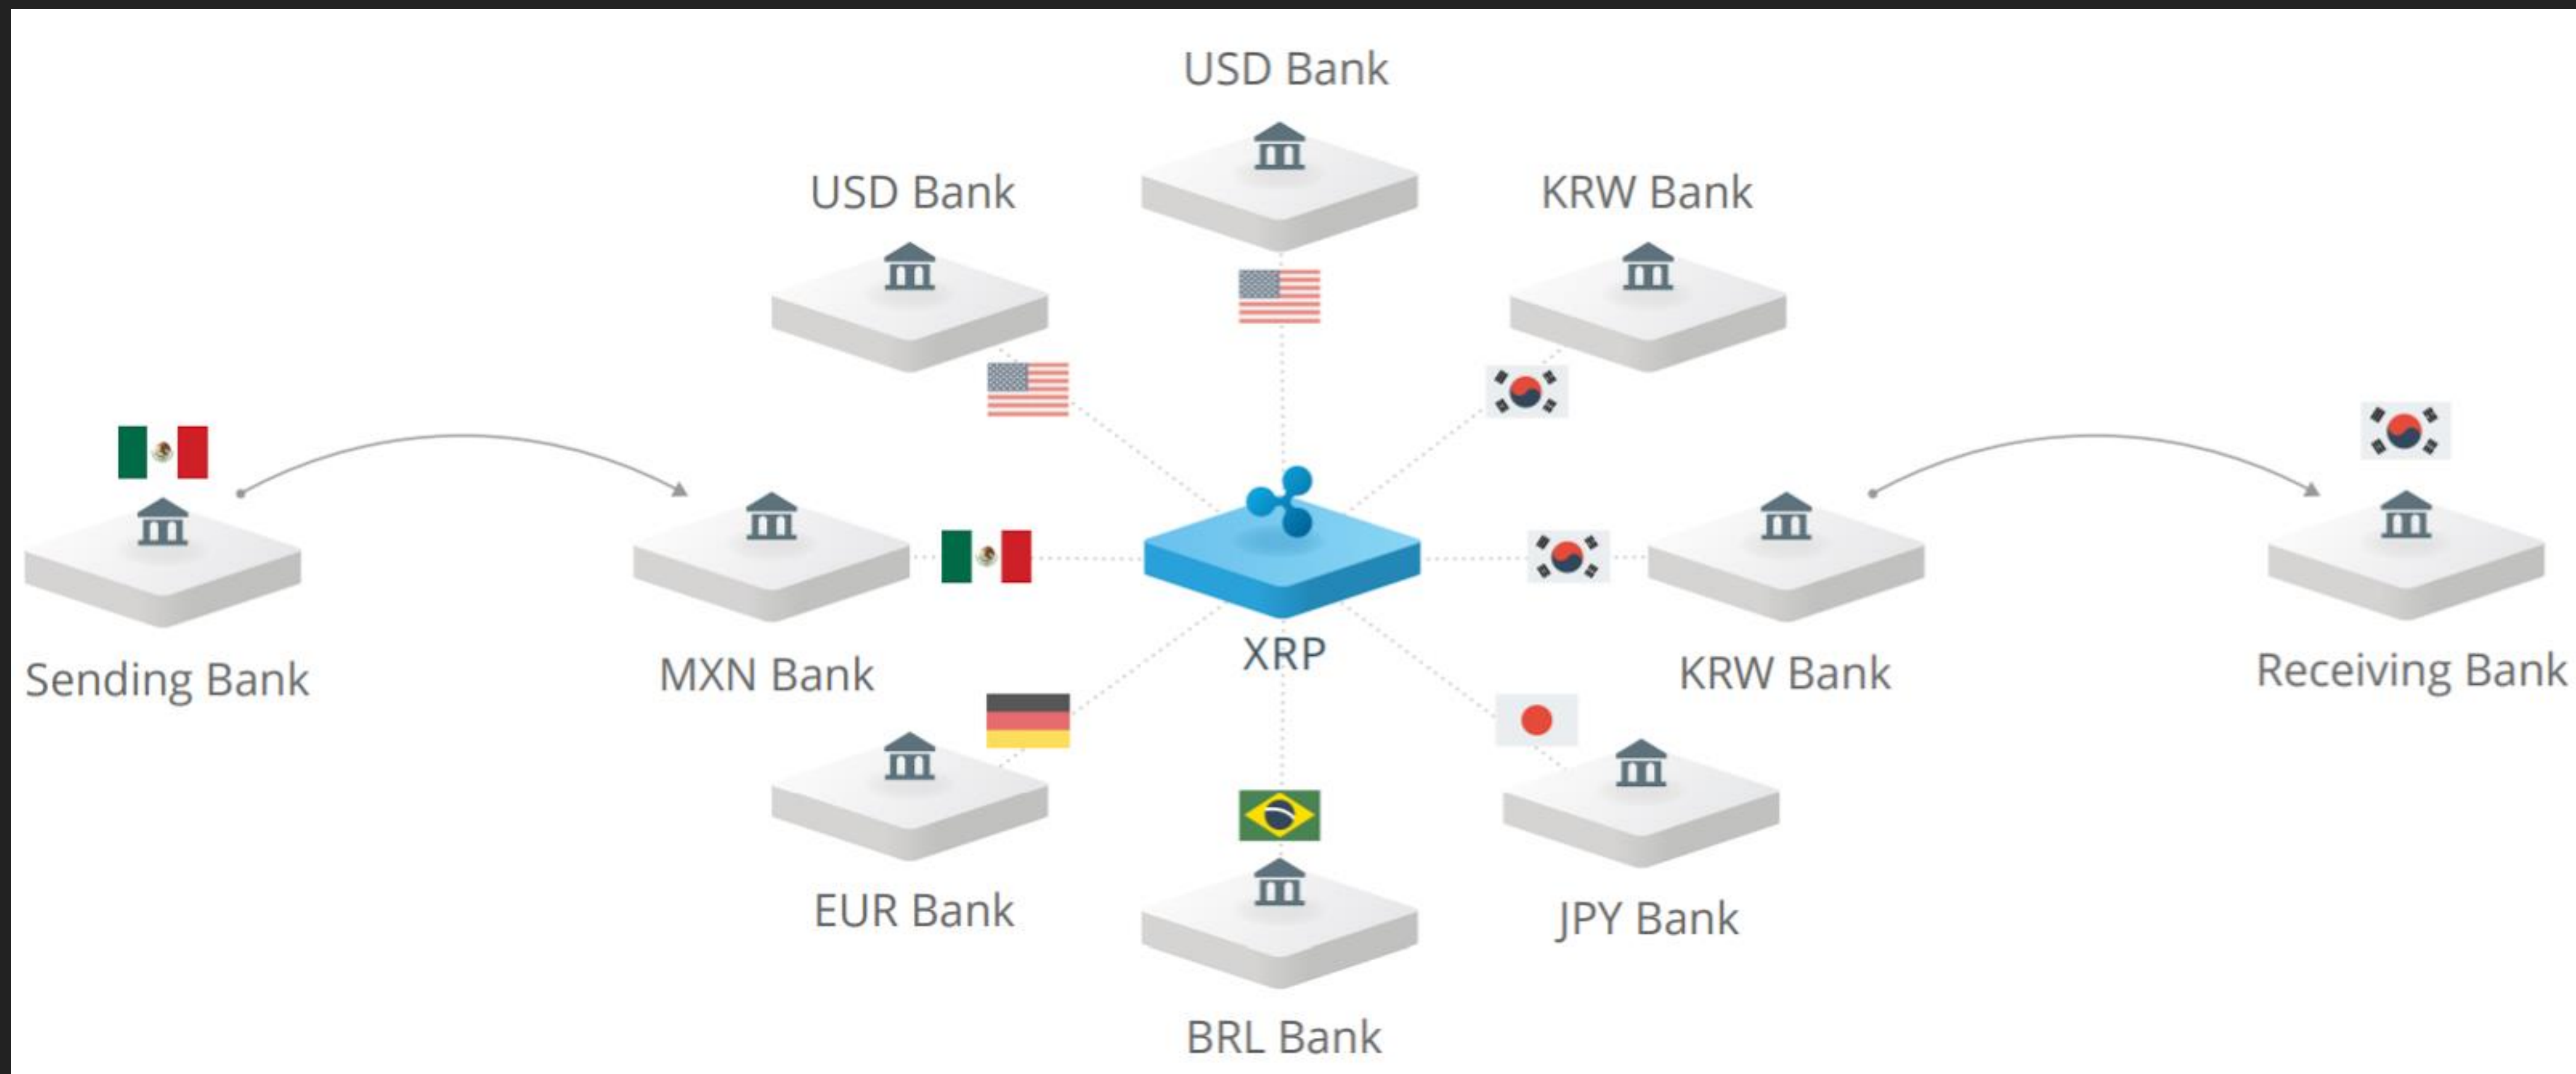 USD Bank
USD Bank
KRW Bank
Sending Bank
MXN Bank
XRP
KRW Bank
Receiving Bank
EUR Bank
BRL Bank
JPY Bank